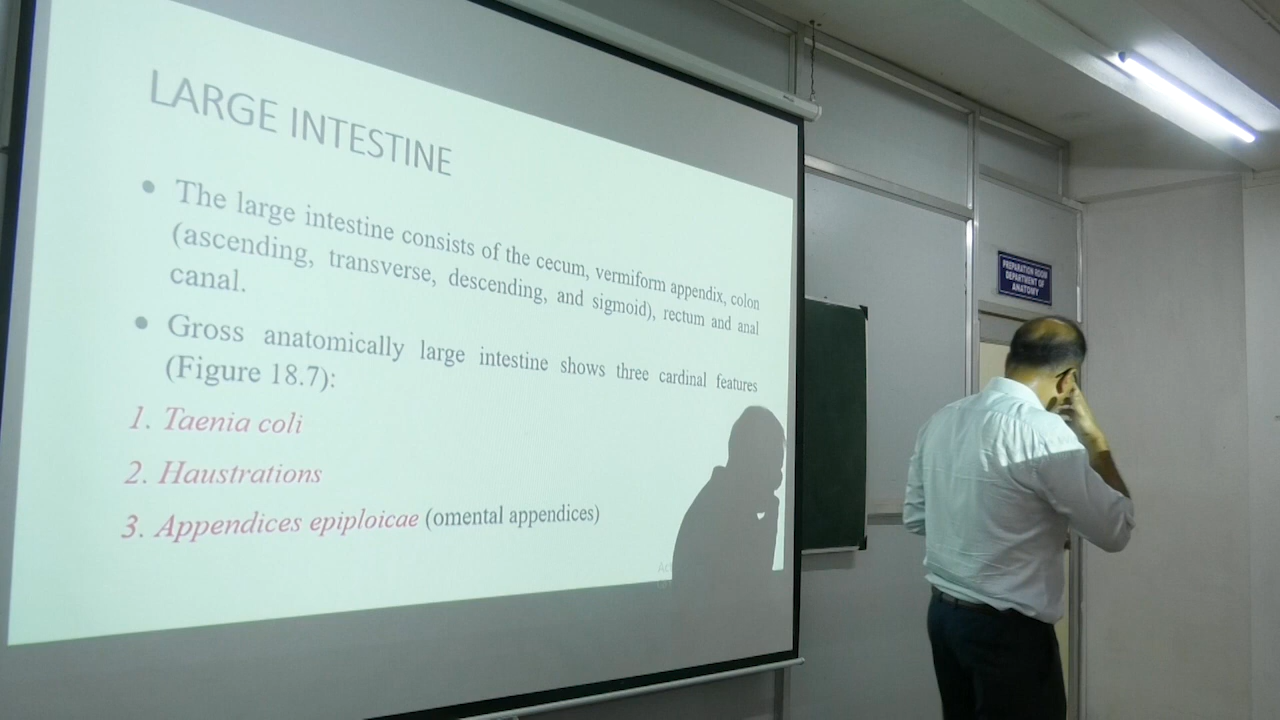 LARGE INTESTINE
• The large intestine consists of the cecum, vermiform appendix, colon
(ascending, transverse, descending, and sigmoid), rectum and anal
canal.
• Gross anatomically large intestine shows three cardinal features
(Figure 18.7):
1. Taenia coli
2. Haustrations
3. Appendices epiploicae (omental appendices)
PREPARATION ROOM
DEPARTMENT OF
ANATOMY